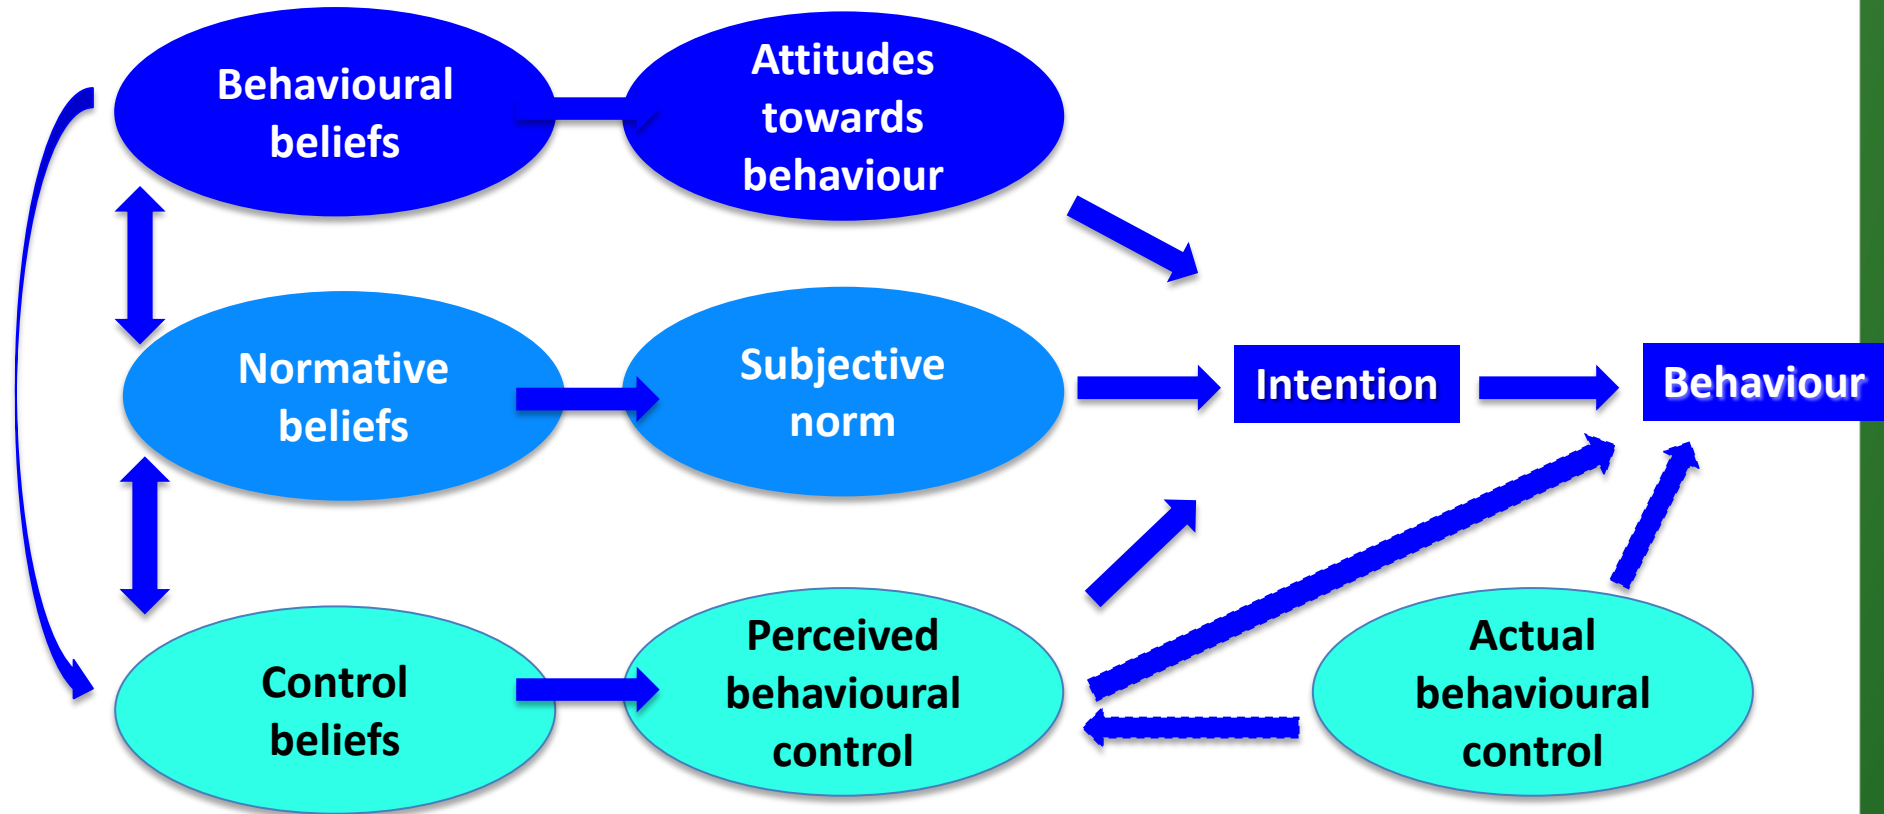 Behavioural
beliefs
Attitudes
towards
behaviour
Normative
beliefs
Subjective
norm
Intention
Behaviour
Control
beliefs
Perceived
behavioural
control
Actual
behavioural
control